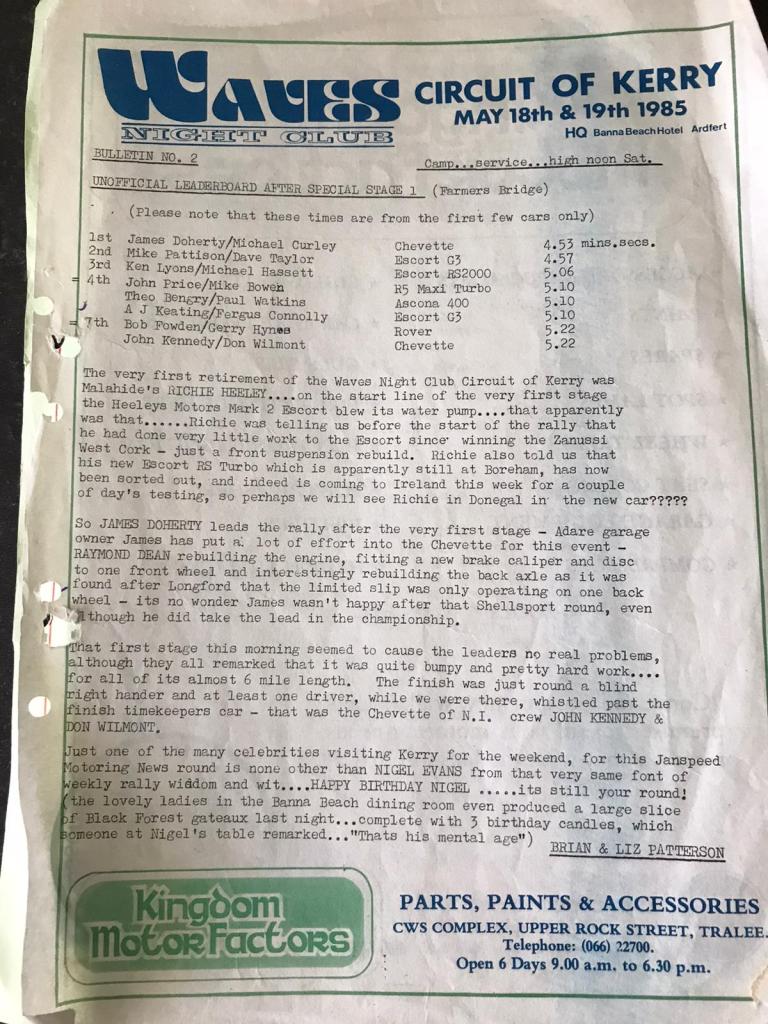 WAVES
NIGHT CLUB
CIRCUIT OF KERRY
MAY 18th & 19th 1985
HQ Banna Beach Hotel Ardfert
BULLETIN NO. 2
Camp...service...high noon Sat.
UNOFFICIAL LEADERBOARD AFTER SPECIAL STAGE 1 (Farmers Bridge)
(Please note that these times are from the first few cars only)
1st James Doherty/Michael Curley Chevette 4.53 mins.secs.
2nd Mike Pattison/Dave Taylor Escort G3 4.57
3rd Ken Lyons/Michael Hassett Escort RS2000 5.06
= 4th John Price/Mike Bowen R5 Maxi Turbo 5.10
Theo Bengry/Paul Watkins Ascona 400 5.10
A J Keating/Fergus Connolly Escort G3 5.10
= 7th Bob Fowden/Gerry Hynes Rover 5.22
John Kennedy/Don Wilmont Chevette 5.22
The very first retirement of the Waves Night Club Circuit of Kerry was
Malahide's RICHIE HEELEY....on the start line of the very first stage
the Heeleys Motors Mark 2 Escort blew its water pump....that apparently
was that......Richie was telling us before the start of the rally that
he had done very little work to the Escort since winning the Zanussi
West Cork - just a front suspension rebuild. Richie also told us that
his new Escort RS Turbo which is apparently still at Boreham, has now
been sorted out, and indeed is coming to Ireland this week for a couple
of day's testing, so perhaps we will see Richie in Donegal in the new car?????
So JAMES DOHERTY leads the rally after the very first stage - Adare garage
owner James has put a lot of effort into the Chevette for this event -
RAYMOND DEAN rebuilding the engine, fitting a new brake caliper and disc
to one front wheel and interestingly rebuilding the back axle as it was
found after Longford that the limited slip was only operating on one back
wheel - its no wonder James wasn't happy after that Shellsport round, even
although he did take the lead in the championship.
That first stage this morning seemed to cause the leaders no real problems,
although they all remarked that it was quite bumpy and pretty hard work....
for all of its almost 6 mile length. The finish was just round a blind
right hander and at least one driver, while we were there, whistled past the
finish timekeepers car - that was the Chevette of N.I. crew JOHN KENNEDY &
DON WILMONT.
Just one of the many celebrities visiting Kerry for the weekend, for this Janspeed
Motoring News round is none other than NIGEL EVANS from that very same font of
weekly rally wisdom and wit....HAPPY BIRTHDAY NIGEL .....its still your round!
(the lovely ladies in the Banna Beach dining room even produced a large slice
of Black Forest gateaux last night...complete with 3 birthday candles, which
someone at Nigel's table remarked..."Thats his mental age")
BRIAN & LIZ PATTERSON
Kingdom
Motor Factors
PARTS, PAINTS & ACCESSORIES
CWS COMPLEX, UPPER ROCK STREET, TRALEE.
Telephone: (066) 22700.
Open 6 Days 9.00 a.m. to 6.30 p.m.